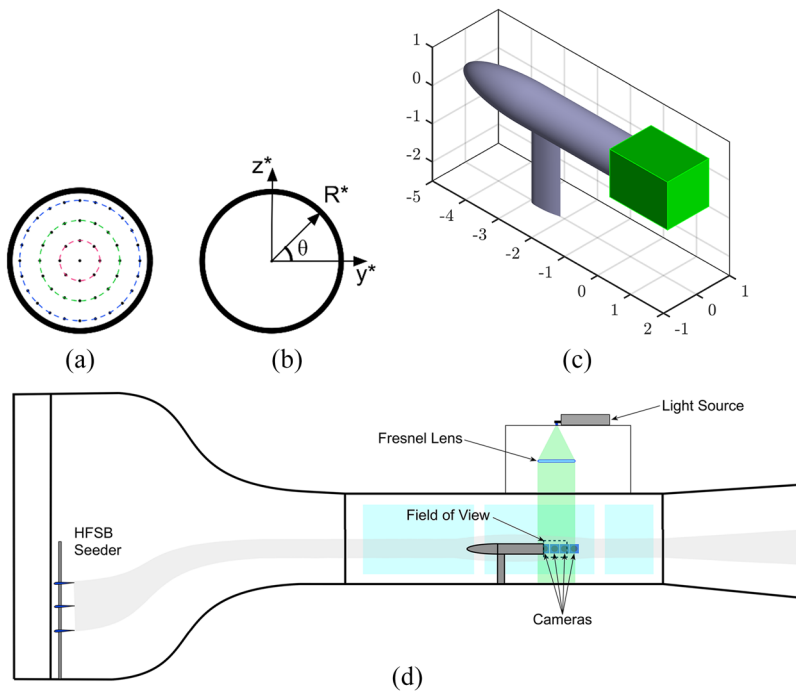 z*
R*
θ
y*
(a)
(b)
1
0
-1
-2
-5
-4
-3
-2
-1
0
1
2
-1
0
1
(c)
Light Source
Fresnel Lens
Field of View
HFSB
Seeder
Cameras
(d)